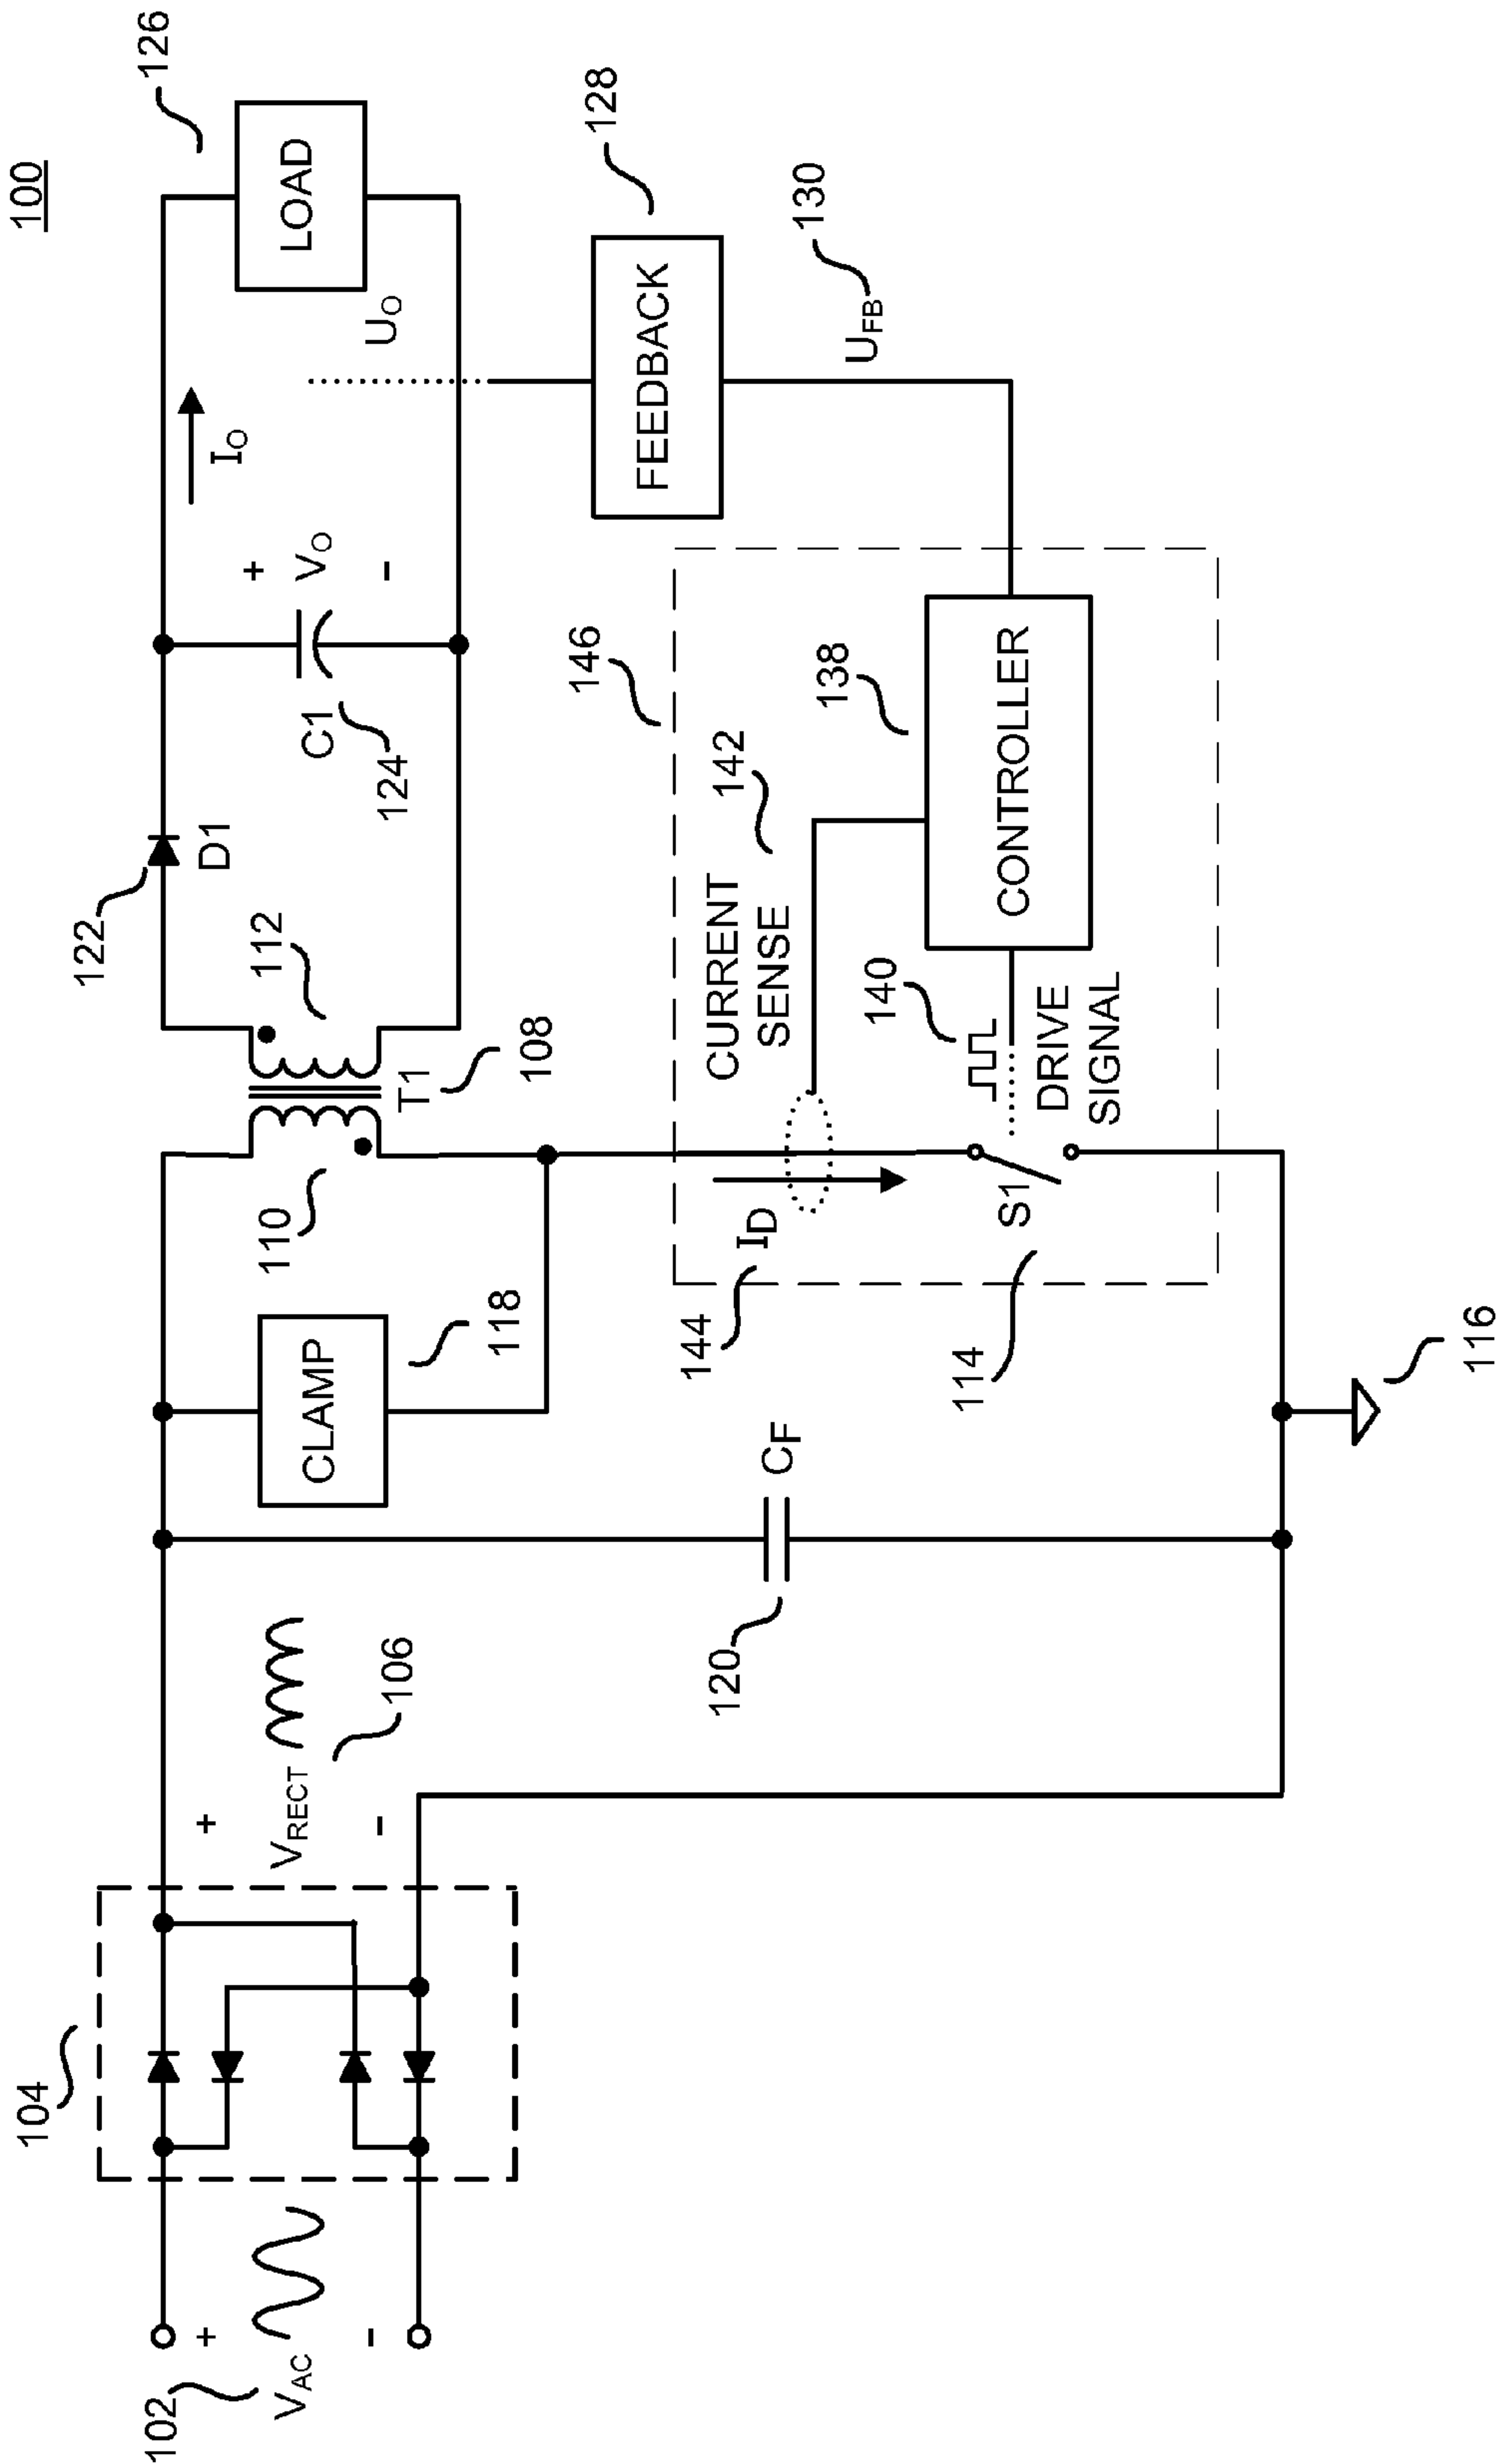 100
102
VAC
+
-
104
+
VRECT
-
106
120
CF
CLAMP
118
110
T1
108
112
122
D1
C1
124
+
VO
-
IO
UO
LOAD
126
FEEDBACK
128
UFB
130
146
CURRENT
SENSE
142
144
ID
S1
114
140
DRIVE
SIGNAL
CONTROLLER
138
116